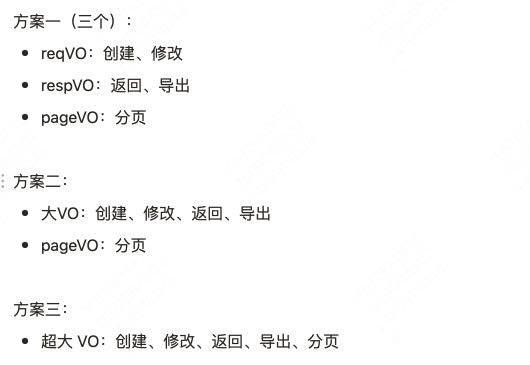 方案一（三个）:
reqVO：创建、修改
respVO：返回、导出
pageVO：分页
方案二:
大VO：创建、修改、返回、导出
pageVO：分页
方案三:
超大 VO：创建、修改、返回、导出、分页